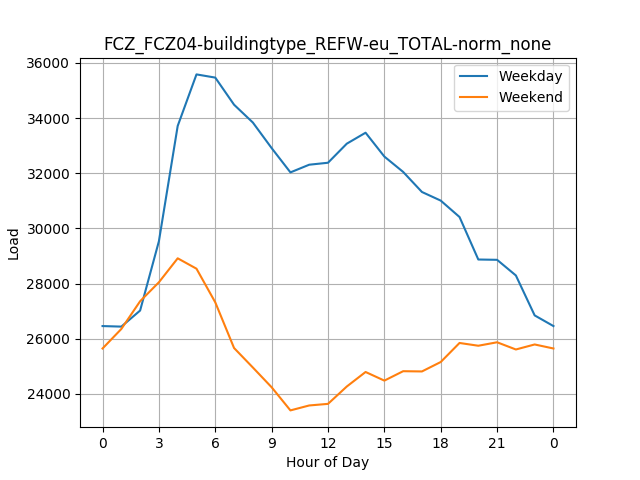 FCZ_FCZ04-buildingtype_REFW-eu_TOTAL-norm_none
36000
34000
32000
30000
28000
26000
24000
Load
Weekday
Weekend
0 3 6 9 12 15 18 21 0
Hour of Day